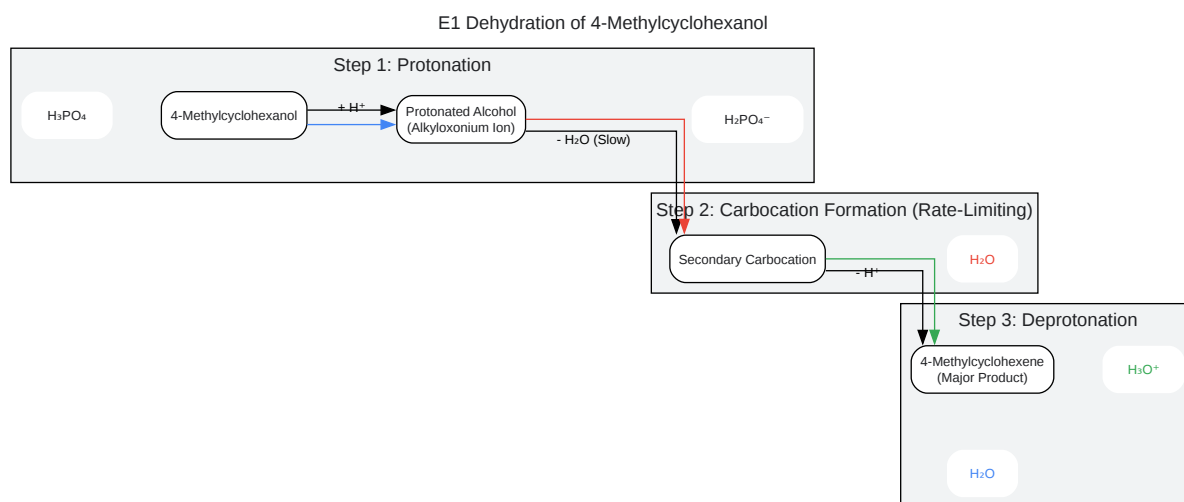 E1 Dehydration of 4-Methylcyclohexanol
Step 1: Protonation
H₃PO₄
4-Methylcyclohexanol
+ H⁺
Protonated Alcohol
(Alkyloxonium Ion)
H₂PO₄⁻
- H₂O (Slow)
Step 2: Carbocation Formation (Rate-Limiting)
Secondary Carbocation
- H⁺
H₂O
Step 3: Deprotonation
4-Methylcyclohexene
(Major Product)
H₃O⁺
H₂O